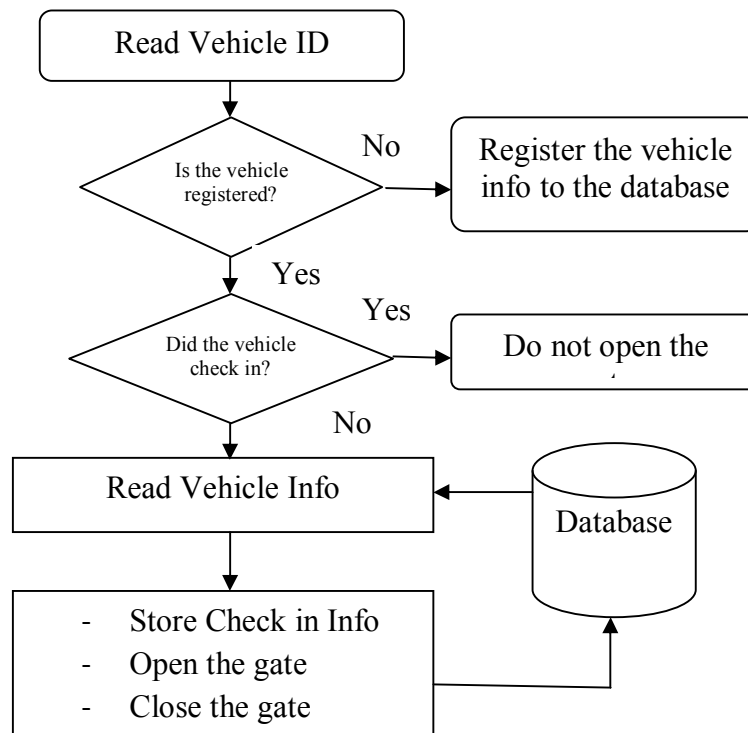 Read Vehicle ID
No
Is the vehicle
registered?
Register the vehicle
info to the database
Yes
Yes
Did the vehicle
check in?
Do not open the
No
Read Vehicle Info
Database
- Store Check in Info
- Open the gate
- Close the gate